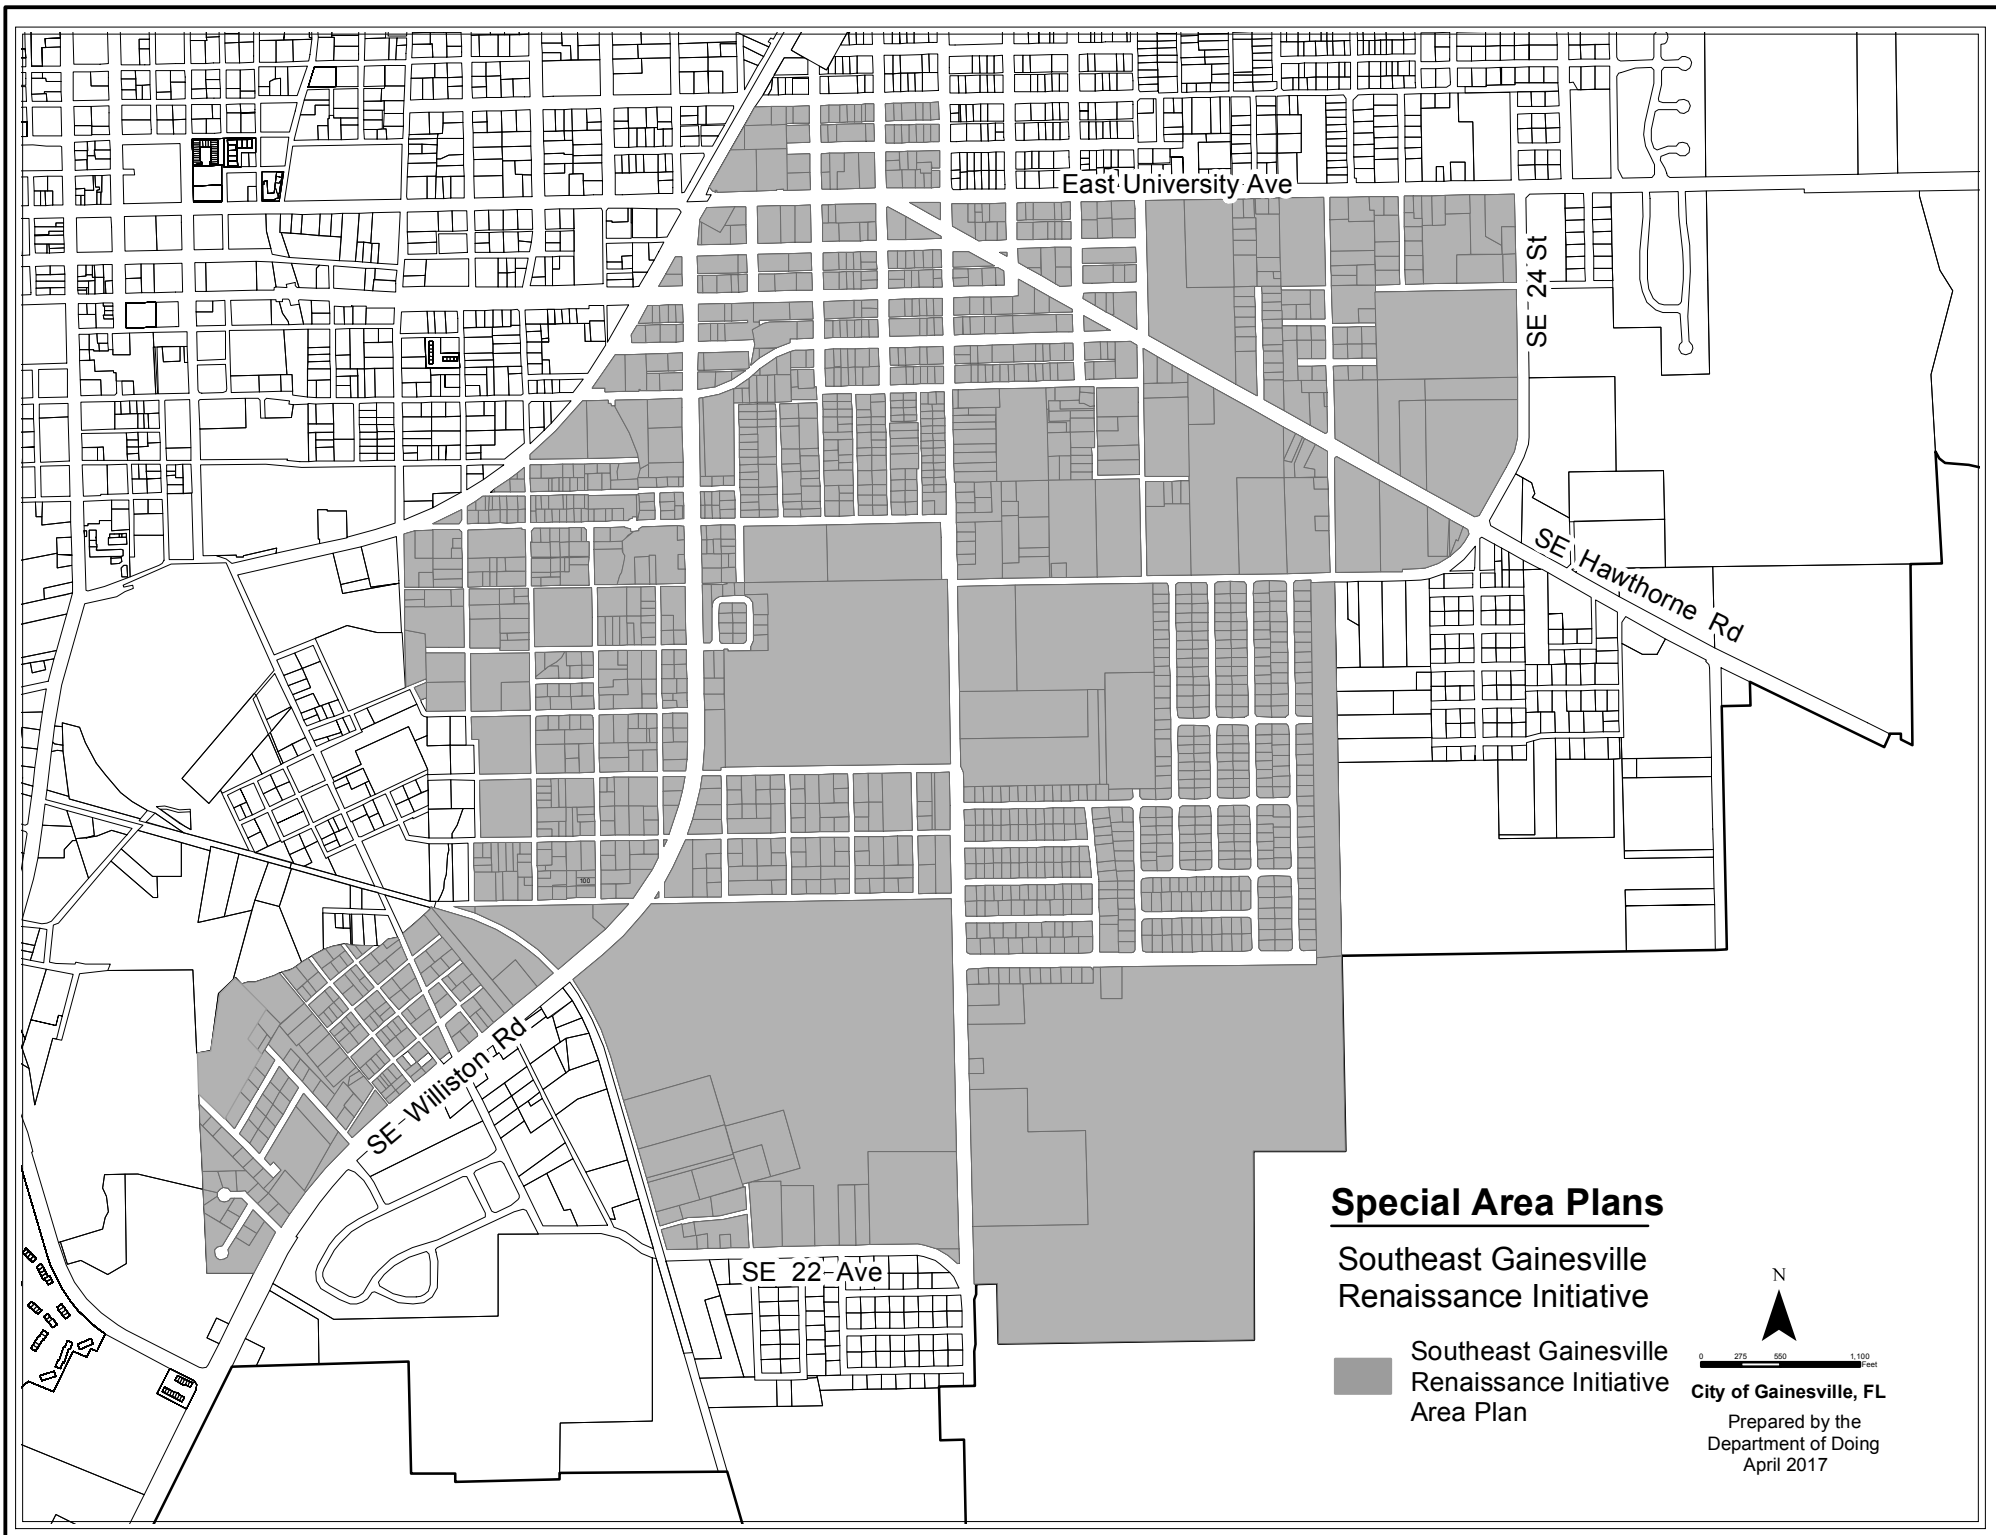 East University Ave
SE 24 St
SE Hawthorne Rd
100
SE Williston Rd
SE 22 Ave
Special Area Plans
Southeast Gainesville
Renaissance Initiative
Southeast Gainesville
Renaissance Initiative
Area Plan
N
0 275 550 1,100
Feet
City of Gainesville, FL
Prepared by the
Department of Doing
April 2017